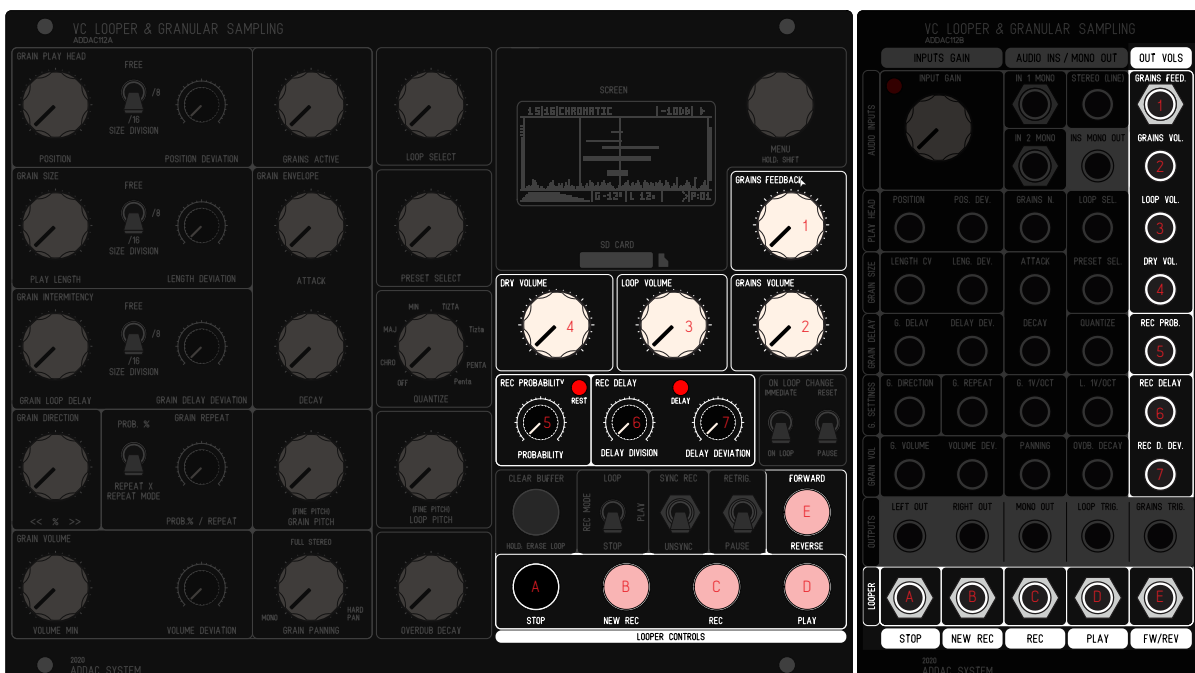 VC LOOPER & GRANULAR SAMPLING
ADDAC112A
GRAIN PLAY HEAD
FREE
/8
/16
SIZE DIVISION
POSITION
POSITION DEVIATION
GRAINS ACTIVE
LOOP SELECT
GRAIN SIZE
FREE
/8
/16
SIZE DIVISION
PLAY LENGTH
LENGTH DEVIATION
GRAIN ENVELOPE
ATTACK
PRESET SELECT
GRAIN INTERMITENCY
FREE
/8
/16
SIZE DIVISION
GRAIN LOOP DELAY
GRAIN DELAY DEVIATION
DECAY
MIN
TIZTA
MAJ
Tizta
CHRO
PENTA
OFF
Penta
QUANTIZE
GRAIN DIRECTION
<< % >>
PROB. %
GRAIN REPEAT
REPEAT X
REPEAT MODE
PROB.% / REPEAT
(FINE PITCH)
GRAIN PITCH
(FINE PITCH)
LOOP PITCH
GRAIN VOLUME
VOLUME MIN
VOLUME DEVIATION
FULL STEREO
MONO
HARD
PAN
GRAIN PANNING
OVERDUB DECAY
SCREEN
15|16|CHROMATIC
|-10DB|
|P:01
SD CARD
MENU
HOLD: SHIFT
GRAINS FEEDBACK
1
DRY VOLUME
4
LOOP VOLUME
3
GRAINS VOLUME
2
REC PROBABILITY
REST
5
PROBABILITY
REC DELAY
DELAY
6
7
DELAY DIVISION
DELAY DEVIATION
ON LOOP CHANGE
IMMEDIATE
RESET
ON LOOP
PAUSE
CLEAR BUFFER
HOLD: ERASE LOOP
LOOP
REC MODE
PLAY
STOP
SYNC REC
UNSYNC
RETRIG.
PAUSE
FORWARD
E
REVERSE
A
B
C
D
STOP
NEW REC
REC
PLAY
LOOPER CONTROLS
2020
ADDAC SYSTEM
VC LOOPER & GRANULAR SAMPLING
ADDAC112B
INPUTS GAIN
AUDIO INS / MONO OUT
OUT VOLS
AUDIO INPUTS
INPUT GAIN
IN 1 MONO
STEREO (LINE)
GRAINS FEED.
1
IN 2 MONO
INS MONO OUT
GRAINS VOL.
2
PLAY HEAD
POSITION
POS. DEV.
GRAINS N.
LOOP SEL.
LOOP VOL.
3
GRAIN SIZE
LENGTH CV
LENG. DEV.
ATTACK
PRESET SEL.
DRY VOL.
4
GRAIN DELAY
G. DELAY
DELAY DEV.
DECAY
QUANTIZE
REC PROB.
5
G. SETTINGS
G. DIRECTION
G. REPEAT
G. 1V/OCT
L. 1V/OCT
REC DELAY
6
GRAIN VOL
G. VOLUME
VOLUME DEV.
PANNING
OVDB. DECAY
REC D. DEV.
7
OUTPUTS
LEFT OUT
RIGHT OUT
MONO OUT
LOOP TRIG.
GRAINS TRIG.
LOOPER
A
B
C
D
E
STOP
NEW REC
REC
PLAY
FW/REV
2020
ADDAC SYSTEM